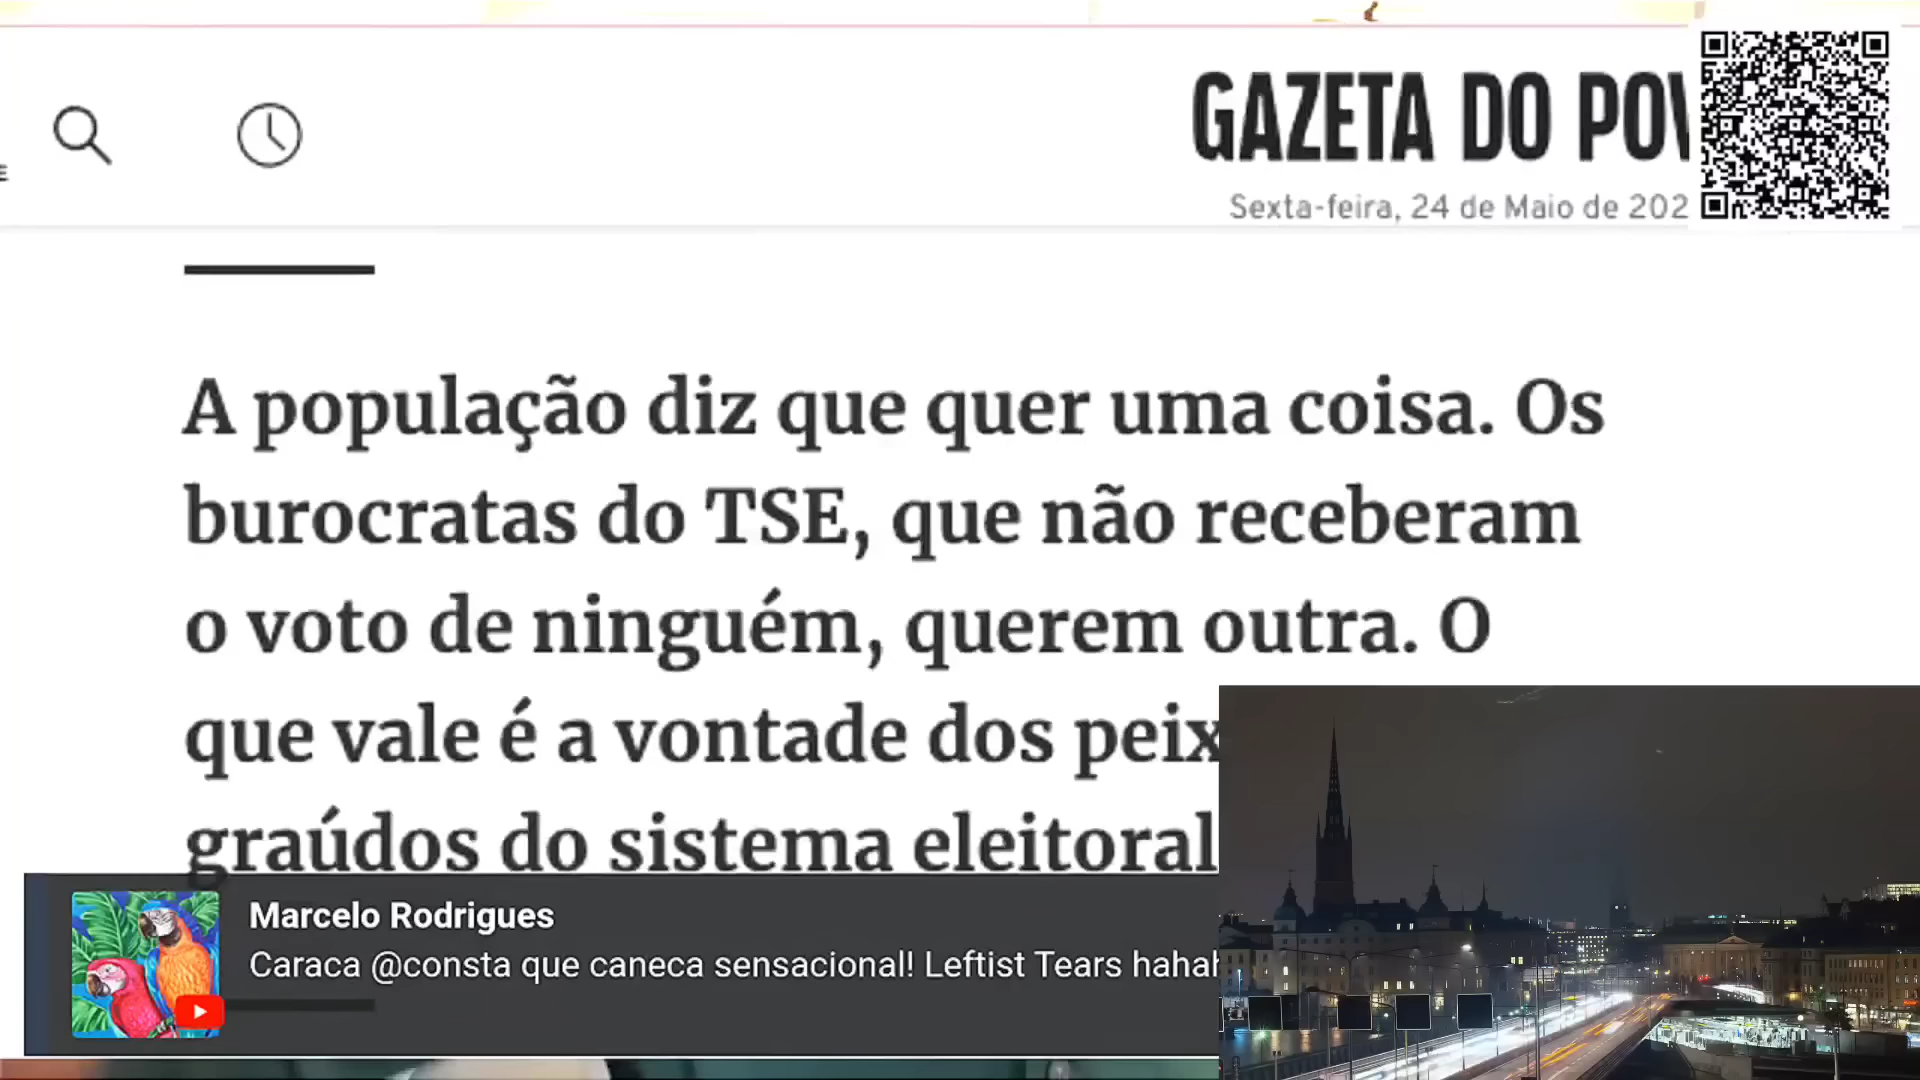 GAZETA DO POV
Sexta-feira, 24 de Maio de 202
A população diz que quer uma coisa. Os
burocratas do TSE, que não receberam
o voto de ninguém, querem outra. O
que vale é a vontade dos peix
graúdos do sistema eleitoral
Marcelo Rodrigues
Caraca @consta que caneca sensacional! Leftist Tears hahah